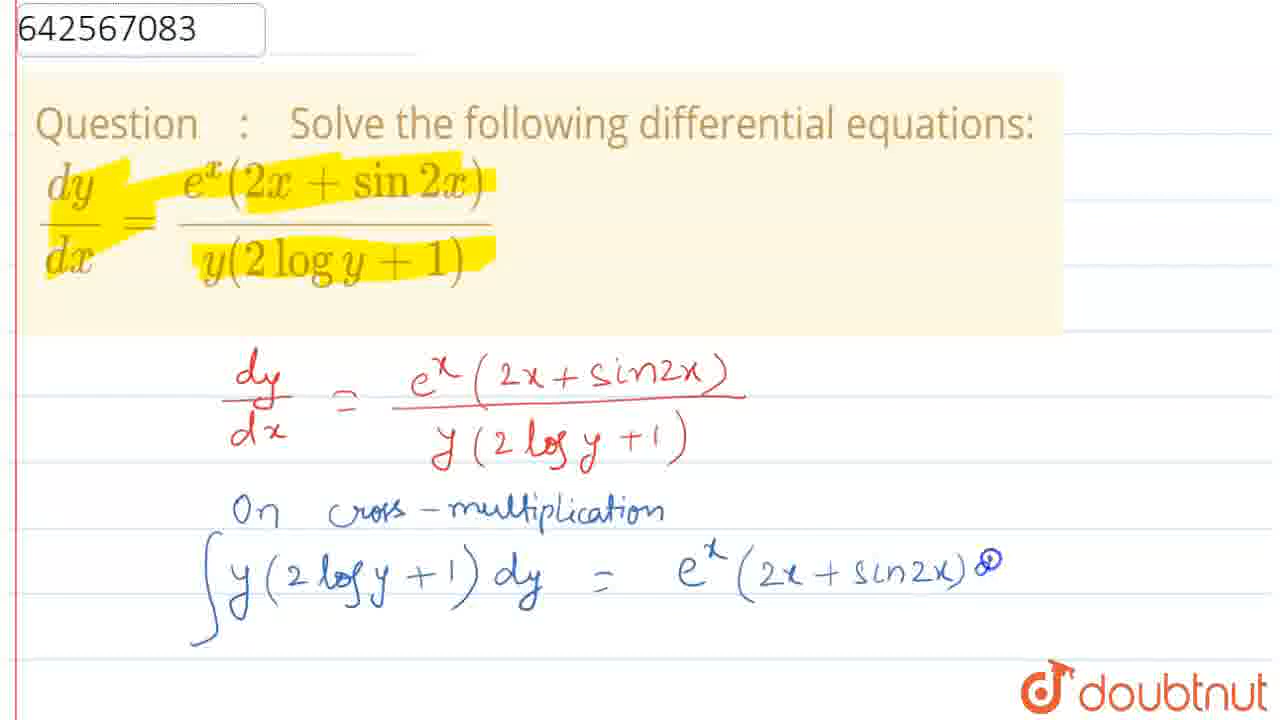 642567083
Question : Solve the following differential equations:
dy/dx = e^x(2x + sin 2x) / y(2 log y + 1)
dy/dx = e^x(2x + sin2x) / y(2 log y + 1)
On cross-multiplication
∫ y(2 log y + 1) dy = e^x(2x + sin2x)
doubtnut